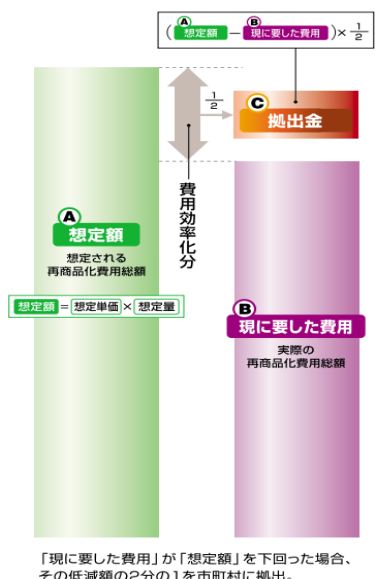 (Ⓐ想定額－Ⓑ現に要した費用)×1/2
1/2
Ⓒ拠出金
費用効率化分
Ⓐ
想定額
想定される
再商品化費用総額
想定額＝想定単価×想定量
Ⓑ
現に要した費用
実際の
再商品化費用総額
「現に要した費用」が「想定額」を下回った場合、
その低減額の2分の1を市町村に拠出。